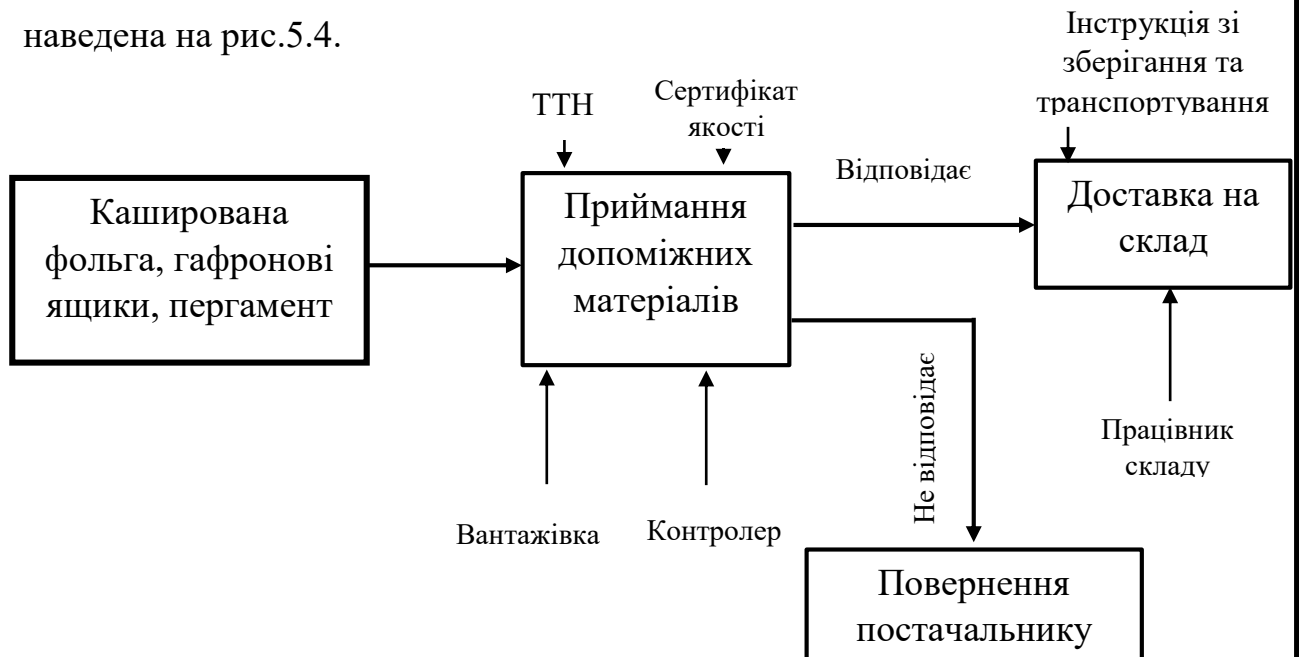 наведена на рис.5.4.
Інструкція зі
зберігання та
транспортування
ТТН
Сертифікат
якості
Відповідає
Каширована
фольга, гафронові
ящики, пергамент
Приймання
допоміжних
матеріалів
Доставка на
склад
Не відповідає
Працівник
складу
Вантажівка
Контролер
Повернення
постачальнику